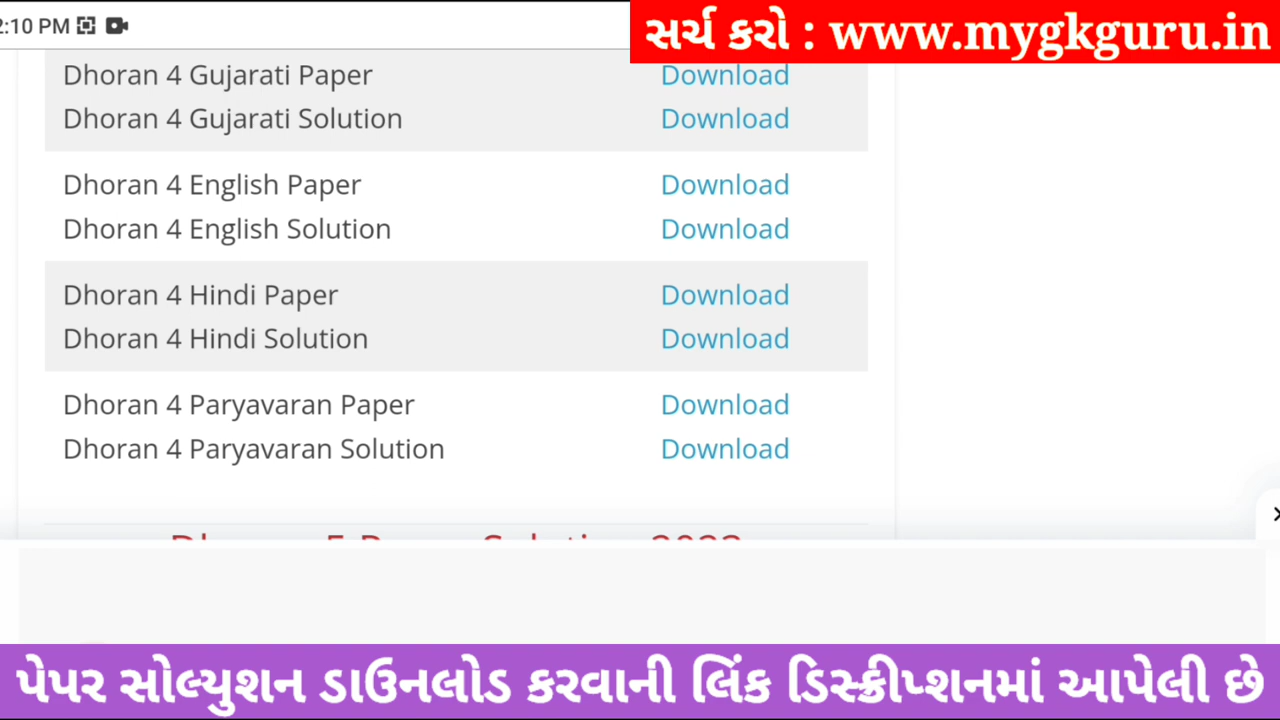 2:10 PM
સર્ચ કરો : www.mygkguru.in
Dhoran 4 Gujarati Paper Download
Dhoran 4 Gujarati Solution Download
Dhoran 4 English Paper Download
Dhoran 4 English Solution Download
Dhoran 4 Hindi Paper Download
Dhoran 4 Hindi Solution Download
Dhoran 4 Paryavaran Paper Download
Dhoran 4 Paryavaran Solution Download
પેપર સોલ્યુશન ડાઉનલોડ કરવાની લિંક ડિસ્ક્રીપ્શનમાં આપેલી છે